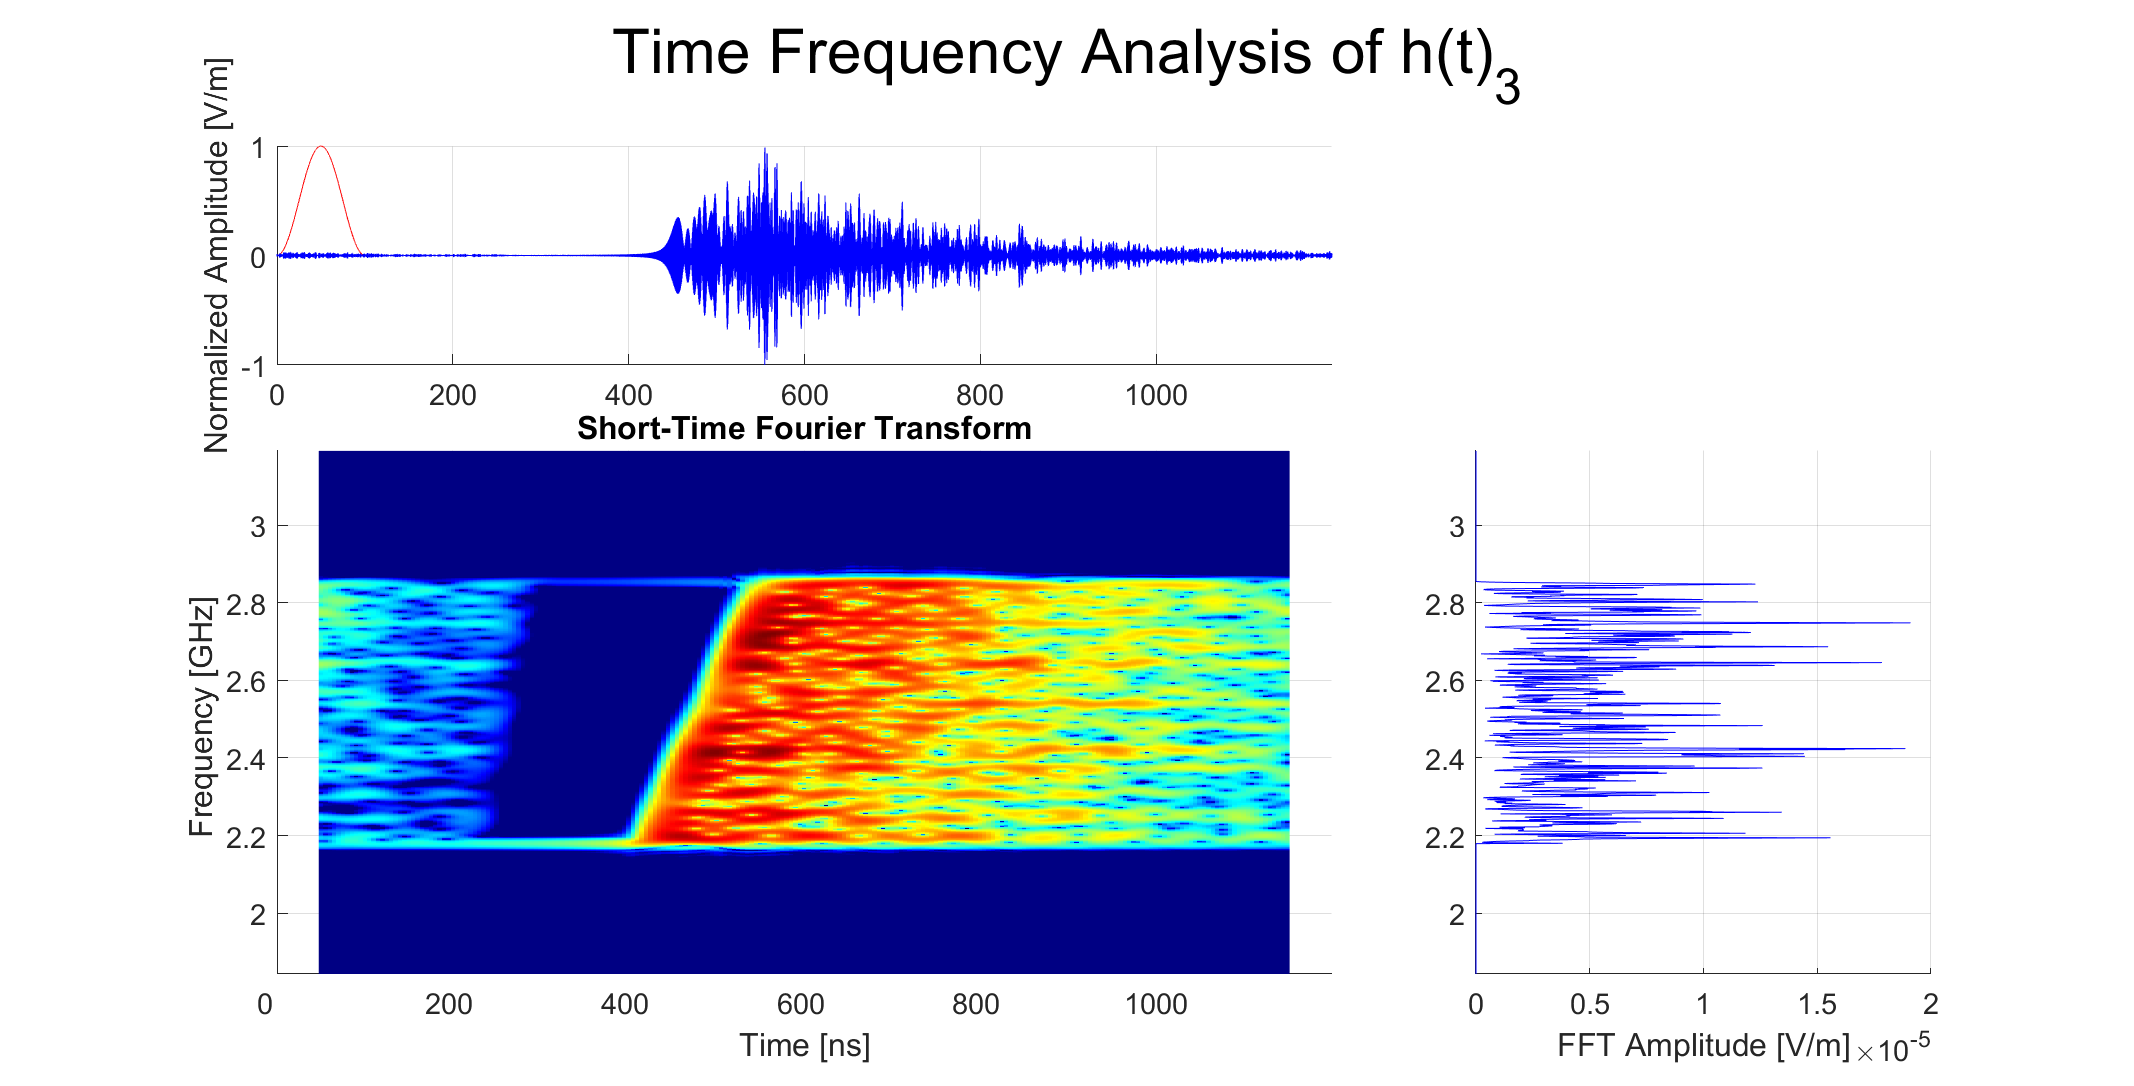 Time Frequency Analysis of h(t)3
Normalized Amplitude [V/m]
1
0
-1
0 200 400 600 800 1000
Short-Time Fourier Transform
Frequency [GHz]
3
2.8
2.6
2.4
2.2
2
0 200 400 600 800 1000
Time [ns]
3
2.8
2.6
2.4
2.2
2
0 0.5 1 1.5 2
FFT Amplitude [V/m] ×10-5